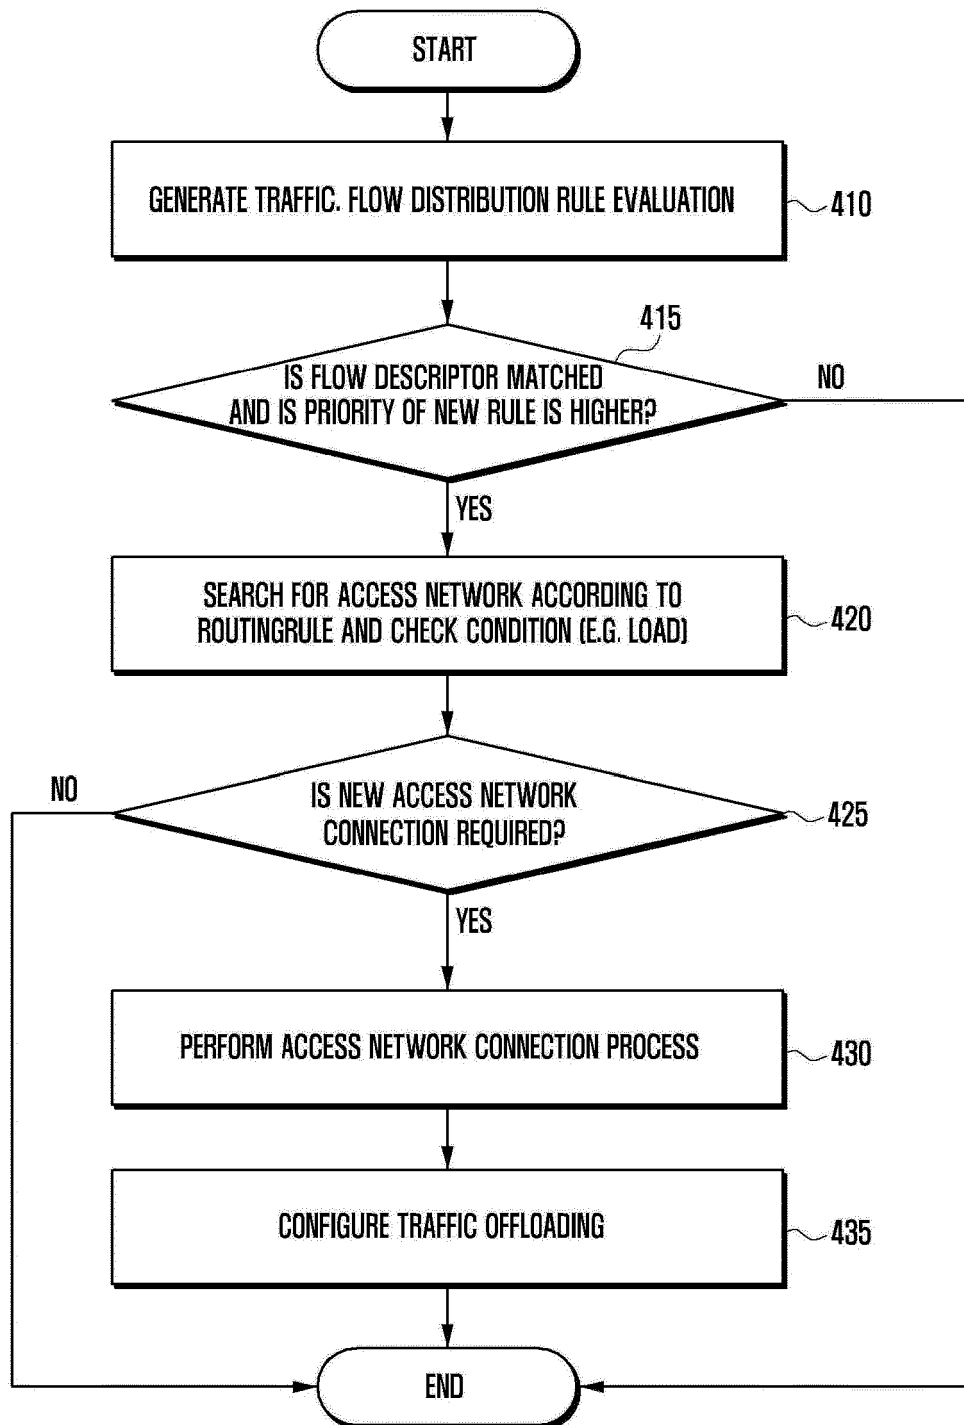 START
GENERATE TRAFFIC. FLOW DISTRIBUTION RULE EVALUATION
410
415
IS FLOW DESCRIPTOR MATCHED
AND IS PRIORITY OF NEW RULE IS HIGHER?
NO
YES
SEARCH FOR ACCESS NETWORK ACCORDING TO
ROUTINGRULE AND CHECK CONDITION (E.G. LOAD)
420
NO
IS NEW ACCESS NETWORK
CONNECTION REQUIRED?
425
YES
PERFORM ACCESS NETWORK CONNECTION PROCESS
430
CONFIGURE TRAFFIC OFFLOADING
435
END